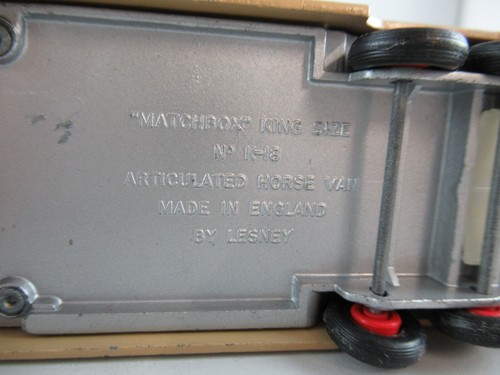 "MATCHBOX" KING SIZE
Nº K-18
ARTICULATED HORSE VAN
MADE IN ENGLAND
BY LESNEY